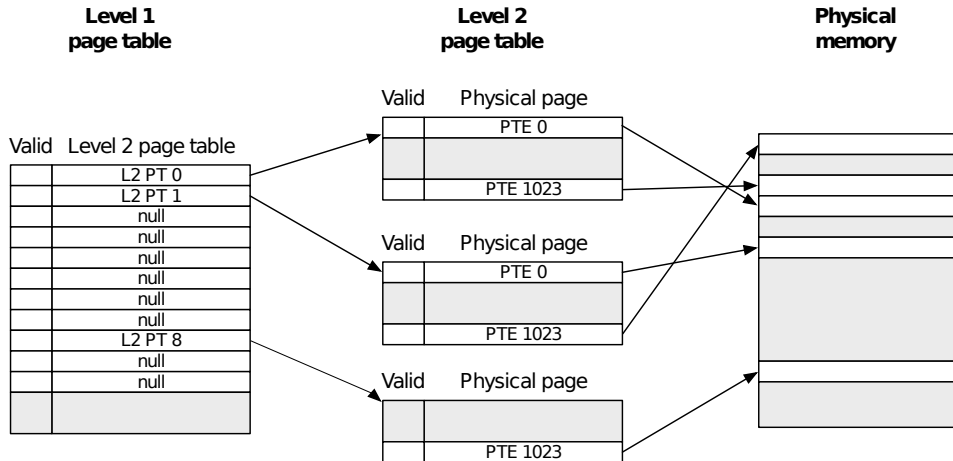 Level 1
page table
Level 2
page table
Physical
memory
Valid Level 2 page table
L2 PT 0
L2 PT 1
null
null
null
null
null
null
L2 PT 8
null
null
Valid Physical page
PTE 0
PTE 1023
Valid Physical page
PTE 0
PTE 1023
Valid Physical page
PTE 1023